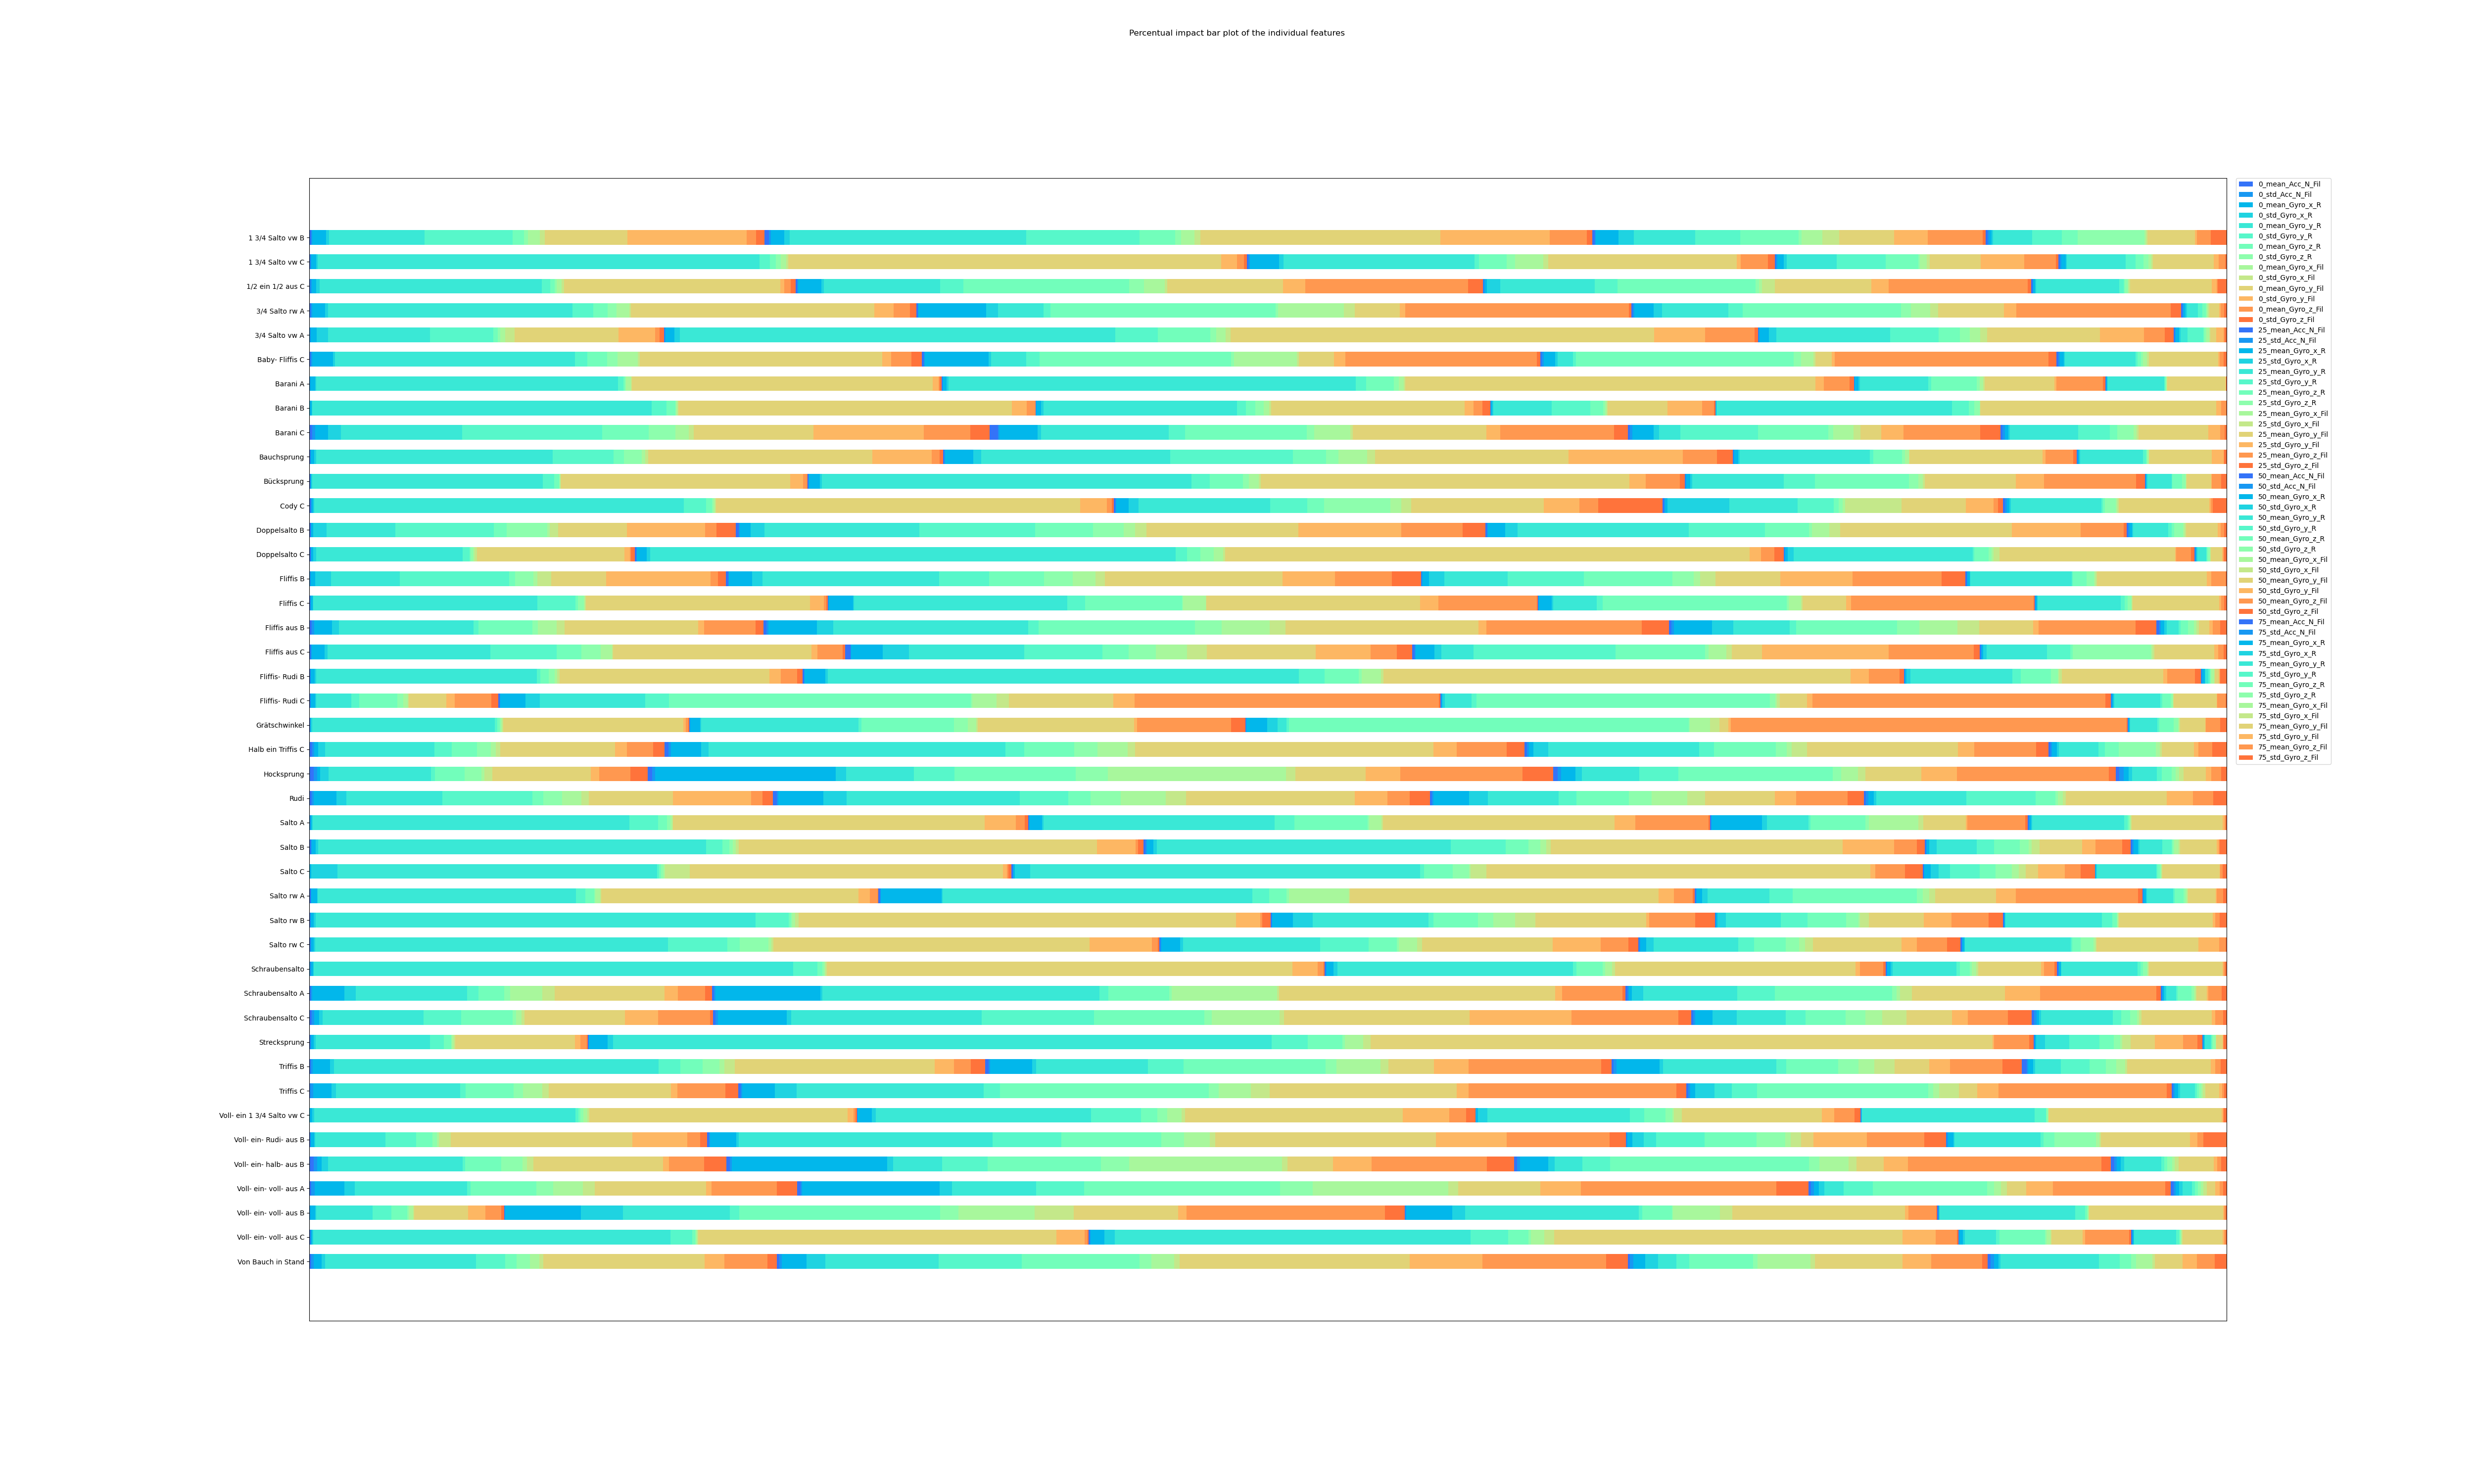 Percentual impact bar plot of the individual features
1 3/4 Salto vw B
1 3/4 Salto vw C
1/2 ein 1/2 aus C
3/4 Salto rw A
3/4 Salto vw A
Baby- Fliffis C
Barani A
Barani B
Barani C
Bauchsprung
Bücksprung
Cody C
Doppelsalto B
Doppelsalto C
Fliffis B
Fliffis C
Fliffis aus B
Fliffis aus C
Fliffis- Rudi B
Fliffis- Rudi C
Grätschwinkel
Halb ein Triffis C
Hocksprung
Rudi
Salto A
Salto B
Salto C
Salto rw A
Salto rw B
Salto rw C
Schraubensalto
Schraubensalto A
Schraubensalto C
Strecksprung
Triffis B
Triffis C
Voll- ein 1 3/4 Salto vw C
Voll- ein- Rudi- aus B
Voll- ein- halb- aus B
Voll- ein- voll- aus A
Voll- ein- voll- aus B
Voll- ein- voll- aus C
Von Bauch in Stand
0_mean_Acc_N_Fil
0_std_Acc_N_Fil
0_mean_Gyro_x_R
0_std_Gyro_x_R
0_mean_Gyro_y_R
0_std_Gyro_y_R
0_mean_Gyro_z_R
0_std_Gyro_z_R
0_mean_Gyro_x_Fil
0_std_Gyro_x_Fil
0_mean_Gyro_y_Fil
0_std_Gyro_y_Fil
0_mean_Gyro_z_Fil
0_std_Gyro_z_Fil
25_mean_Acc_N_Fil
25_std_Acc_N_Fil
25_mean_Gyro_x_R
25_std_Gyro_x_R
25_mean_Gyro_y_R
25_std_Gyro_y_R
25_mean_Gyro_z_R
25_std_Gyro_z_R
25_mean_Gyro_x_Fil
25_std_Gyro_x_Fil
25_mean_Gyro_y_Fil
25_std_Gyro_y_Fil
25_mean_Gyro_z_Fil
25_std_Gyro_z_Fil
50_mean_Acc_N_Fil
50_std_Acc_N_Fil
50_mean_Gyro_x_R
50_std_Gyro_x_R
50_mean_Gyro_y_R
50_std_Gyro_y_R
50_mean_Gyro_z_R
50_std_Gyro_z_R
50_mean_Gyro_x_Fil
50_std_Gyro_x_Fil
50_mean_Gyro_y_Fil
50_std_Gyro_y_Fil
50_mean_Gyro_z_Fil
50_std_Gyro_z_Fil
75_mean_Acc_N_Fil
75_std_Acc_N_Fil
75_mean_Gyro_x_R
75_std_Gyro_x_R
75_mean_Gyro_y_R
75_std_Gyro_y_R
75_mean_Gyro_z_R
75_std_Gyro_z_R
75_mean_Gyro_x_Fil
75_std_Gyro_x_Fil
75_mean_Gyro_y_Fil
75_std_Gyro_y_Fil
75_mean_Gyro_z_Fil
75_std_Gyro_z_Fil